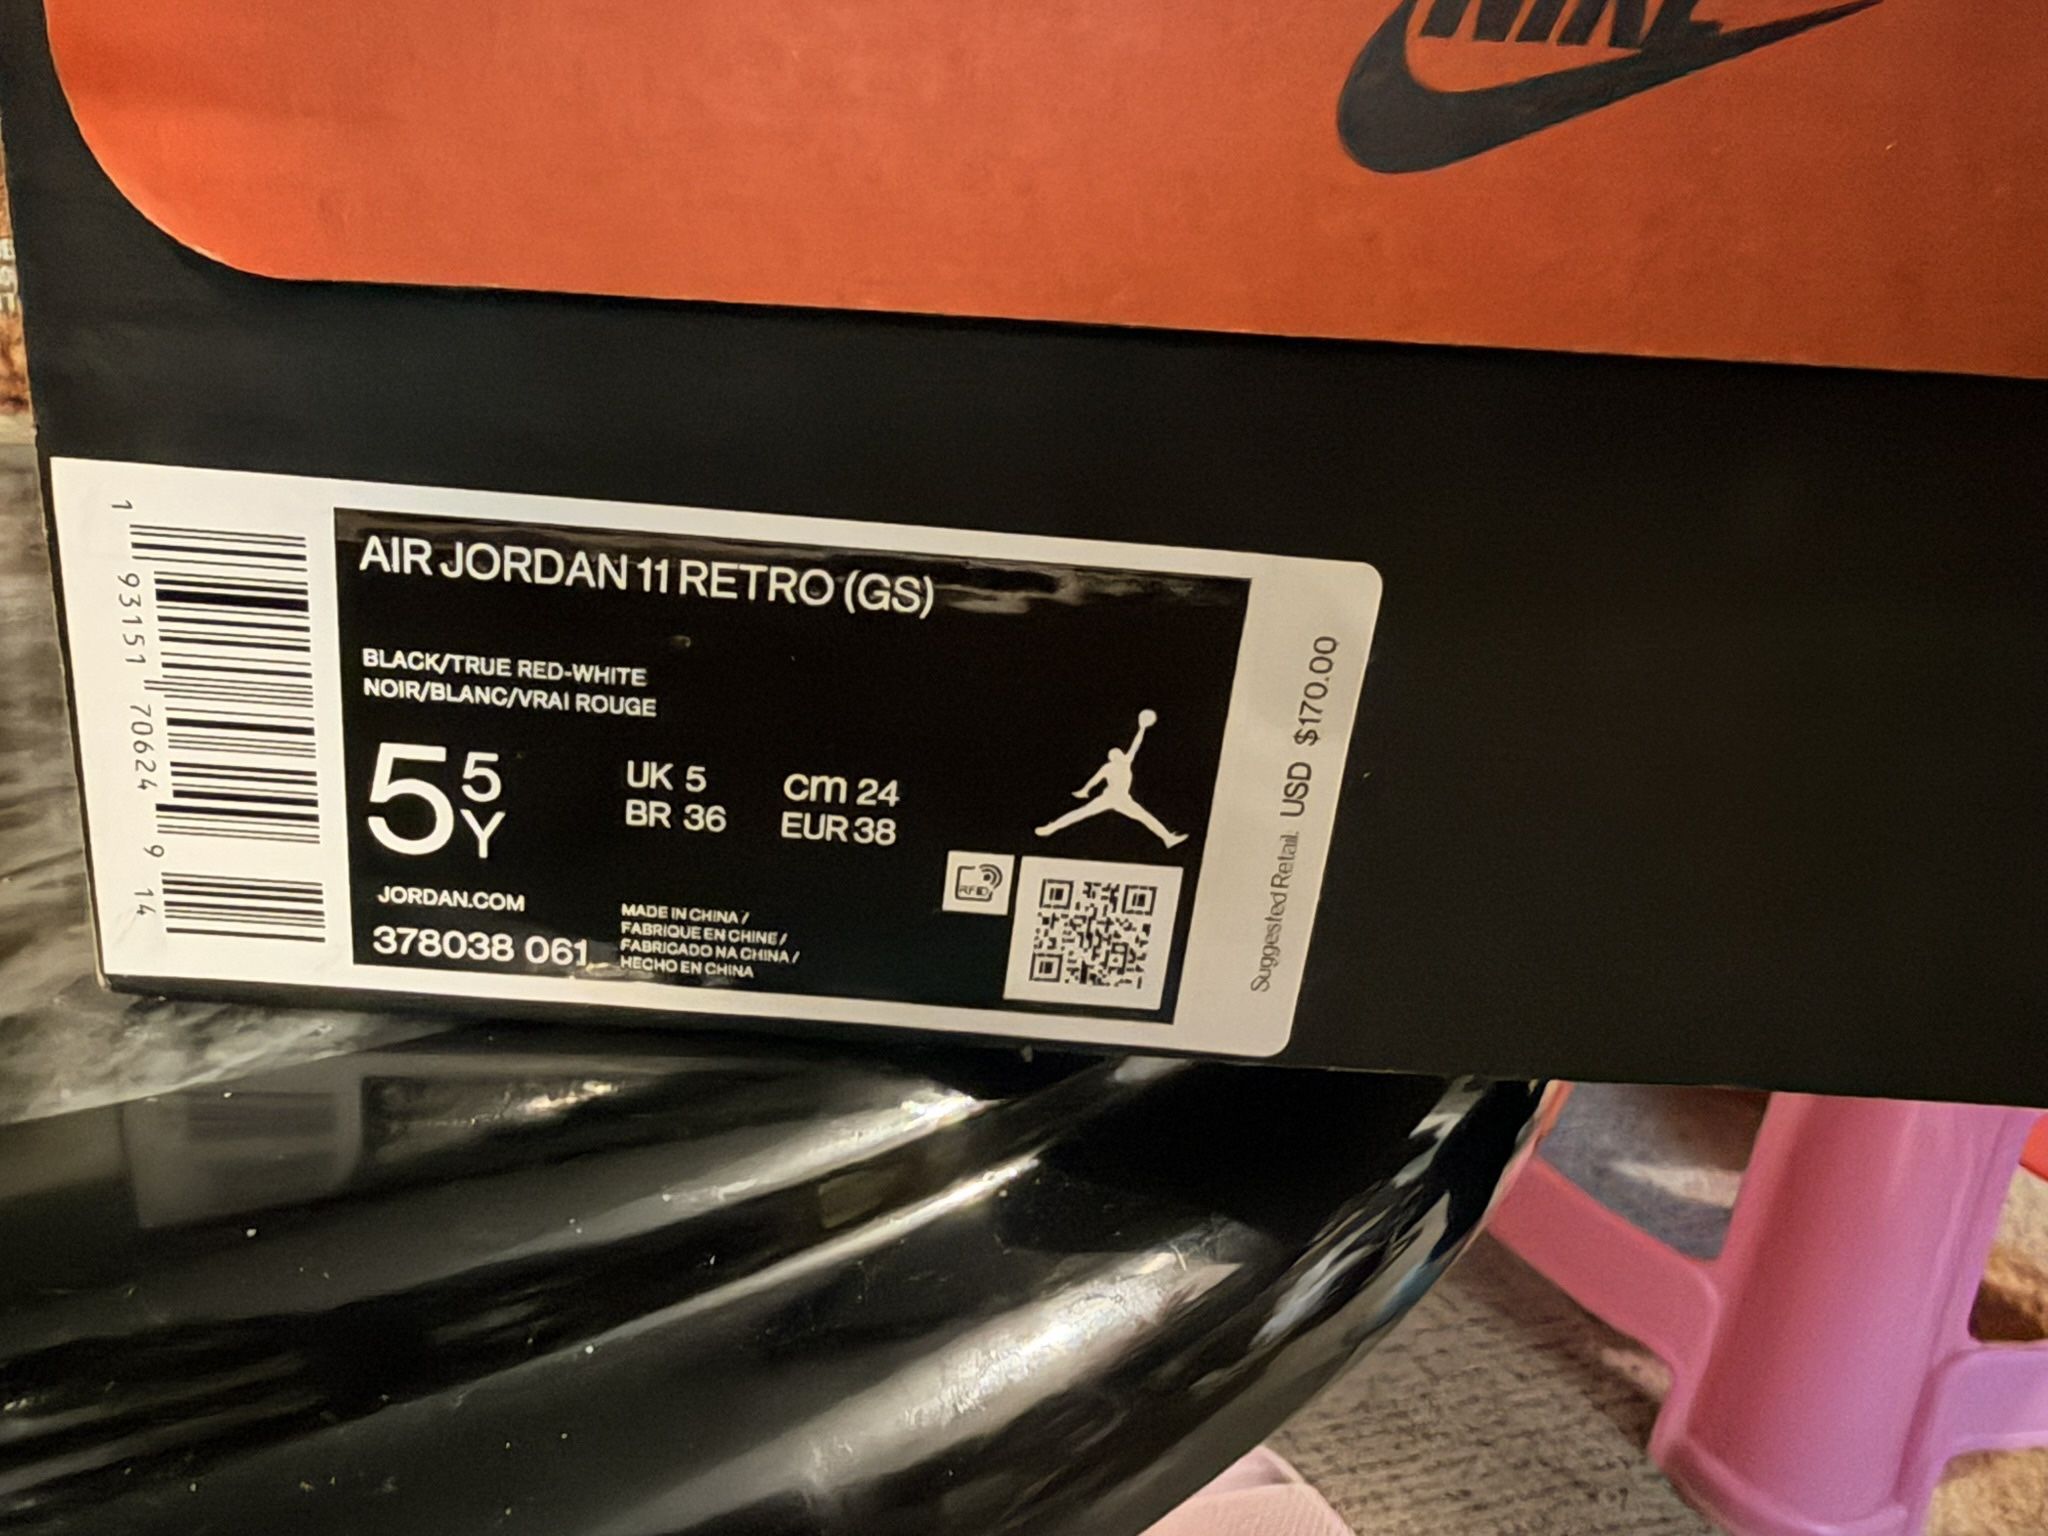 NIKE
AIR JORDAN 11 RETRO (GS)
BLACK/TRUE RED-WHITE
NOIR/BLANC/VRAI ROUGE
5 5 Y
UK 5 cm 24
BR 36 EUR 38
JORDAN.COM
378038 061
MADE IN CHINA /
FABRIQUE EN CHINE /
FABRICADO NA CHINA /
HECHO EN CHINA
RFID
1 93151 70624 9 14
Suggested Retail: USD $170.00